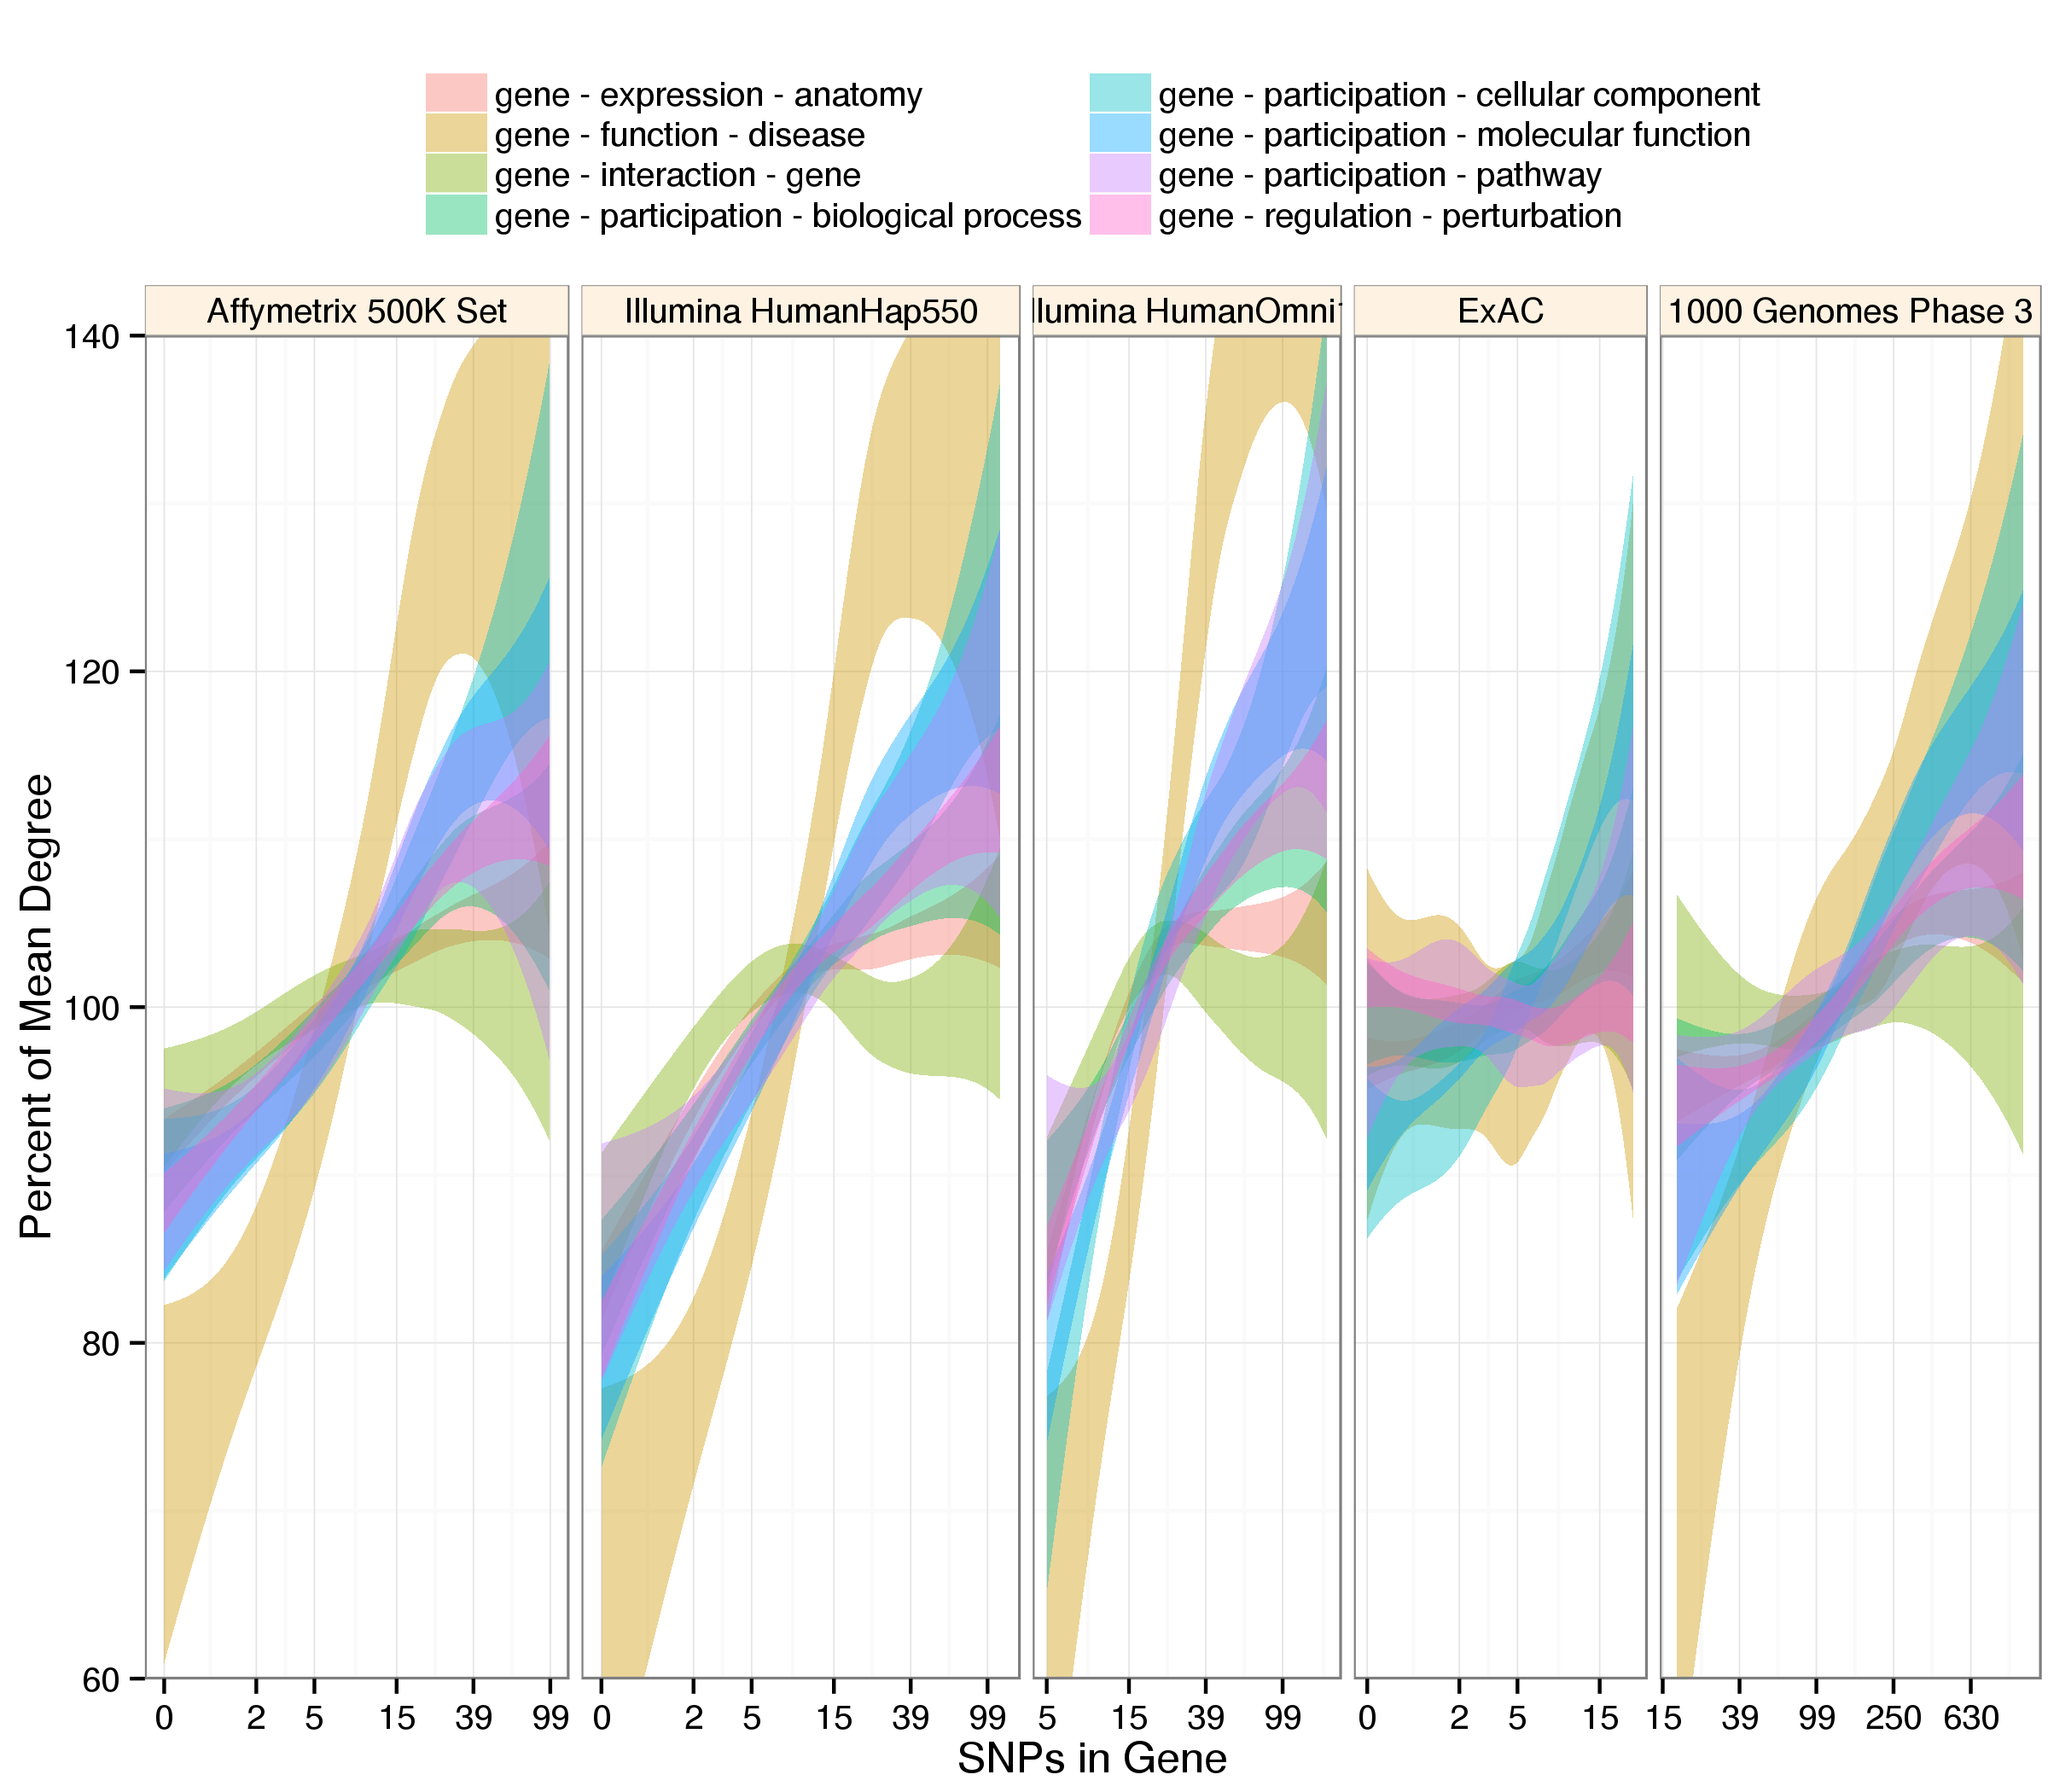 gene - expression - anatomy
gene - function - disease
gene - interaction - gene
gene - participation - biological process
gene - participation - cellular component
gene - participation - molecular function
gene - participation - pathway
gene - regulation - perturbation
Affymetrix 500K Set
Illumina HumanHap550
llumina HumanOmni1
ExAC
1000 Genomes Phase 3
Percent of Mean Degree
140
120
100
80
60
0 2 5 15 39 99
0 2 5 15 39 99
5 15 39 99
0 2 5 15
15 39 99 250 630
SNPs in Gene